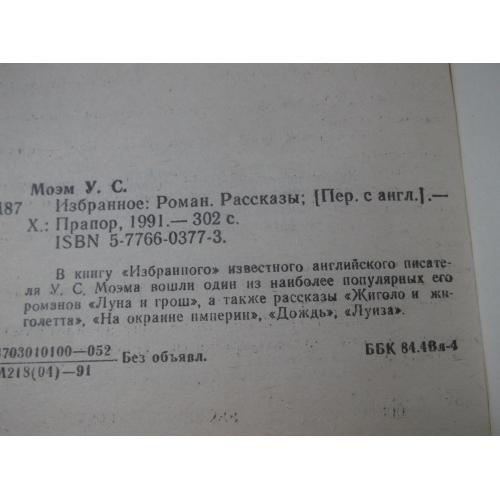 Моэм У. С.
187 Избранное: Роман. Рассказы; [Пер. с англ.].—
Х.: Прапор, 1991.— 302 с.
ISBN 5-7766-0377-3.
В книгу «Избранного» известного английского писате-
ля У. С. Моэма вошли один из наиболее популярных его
романов «Луна и грош», а также рассказы «Жиголо и жи-
голетта», «На окраине империи», «Дождь», «Луиза».
4703010100—052
М218(04)—91
Без объявл.
ББК 84.4Вл-4